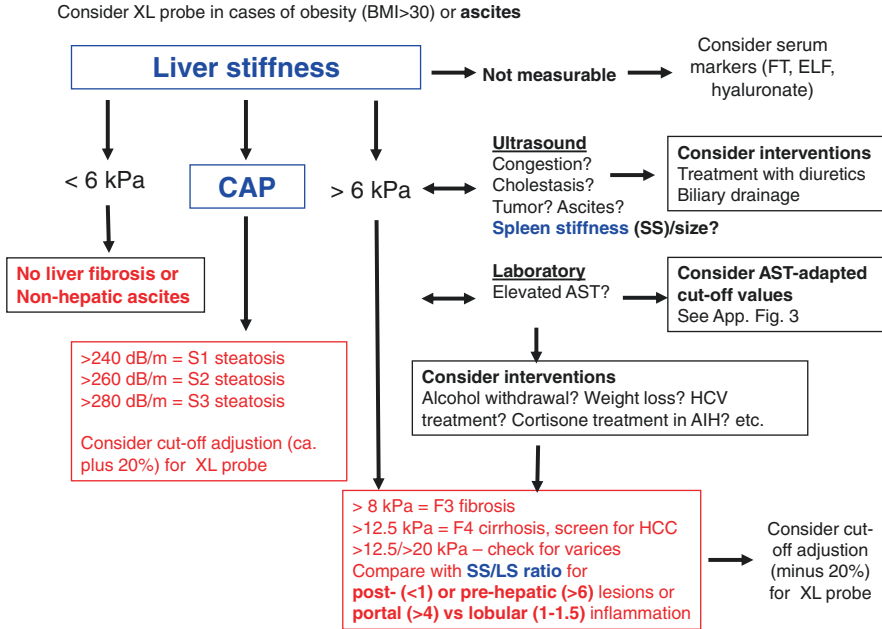 Consider XL probe in cases of obesity (BMI>30) or ascites
Liver stiffness
Not measurable
Consider serum
markers (FT, ELF,
hyaluronate)
< 6 kPa
CAP
> 6 kPa
Ultrasound
Congestion?
Cholestasis?
Tumor? Ascites?
Spleen stiffness (SS)/size?
Consider interventions
Treatment with diuretics
Biliary drainage
No liver fibrosis or
Non-hepatic ascites
Laboratory
Elevated AST?
Consider AST-adapted
cut-off values
See App. Fig. 3
>240 dB/m = S1 steatosis
>260 dB/m = S2 steatosis
>280 dB/m = S3 steatosis
Consider cut-off adjustion (ca.
plus 20%) for XL probe
Consider interventions
Alcohol withdrawal? Weight loss? HCV
treatment? Cortisone treatment in AIH? etc.
> 8 kPa = F3 fibrosis
>12.5 kPa = F4 cirrhosis, screen for HCC
>12.5/>20 kPa – check for varices
Compare with SS/LS ratio for
post- (<1) or pre-hepatic (>6) lesions or
portal (>4) vs lobular (1-1.5) inflammation
Consider cut-
off adjustion
(minus 20%)
for XL probe